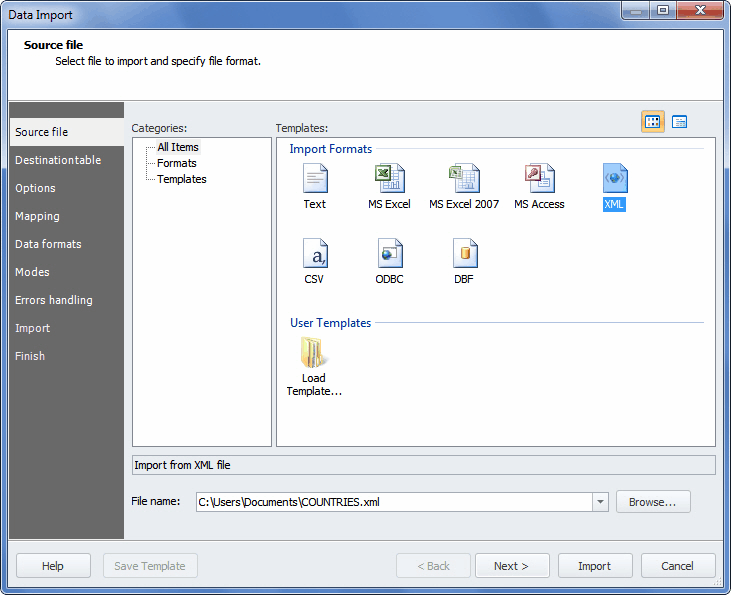 Data Import
Source file
Select file to import and specify file format.
Source file
Destinationtable
Options
Mapping
Data formats
Modes
Errors handling
Import
Finish
Categories:
All Items
Formats
Templates
Templates:
Import Formats
Text
MS Excel
MS Excel 2007
MS Access
XML
a,
CSV
ODBC
DBF
User Templates
Load
Template...
Import from XML file
File name:
C:\Users\Documents\COUNTRIES.xml
Browse...
Help
Save Template
< Back
Next >
Import
Cancel